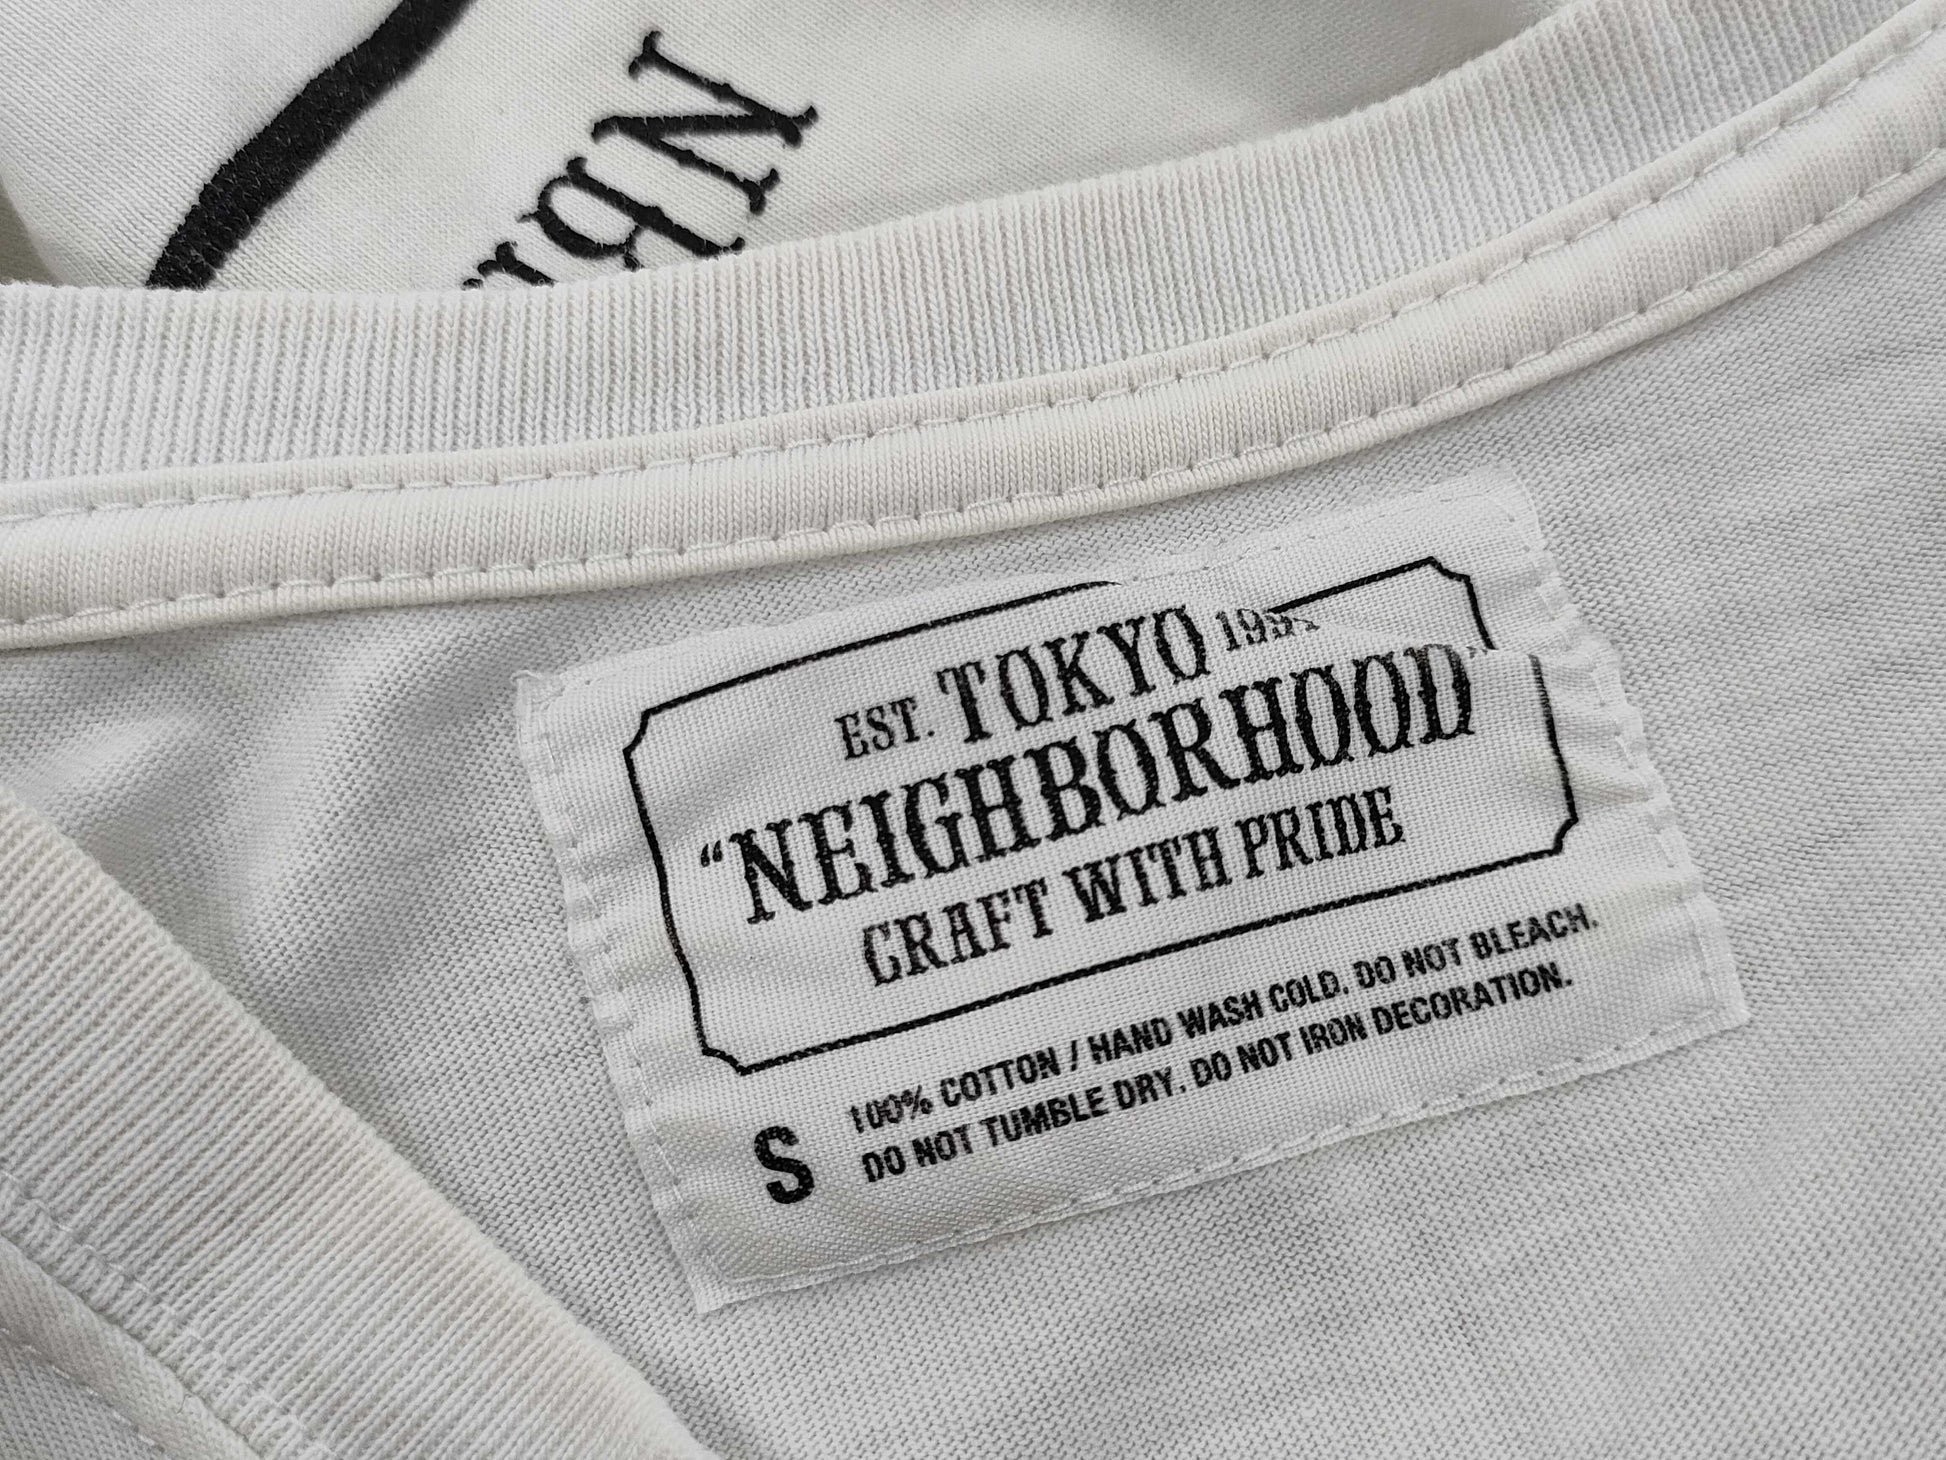 EST. TOKYO
“NEIGHBORHOOD”
CRAFT WITH PRIDE
100% COTTON / HAND WASH COLD. DO NOT BLEACH.
DO NOT TUMBLE DRY. DO NOT IRON DECORATION.
S